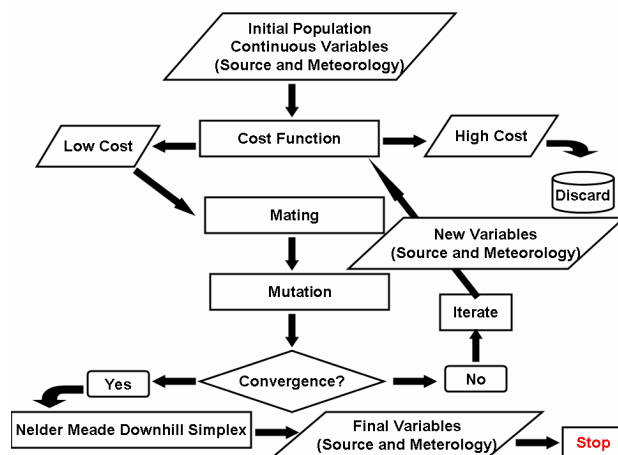 Initial Population
Continuous Variables
(Source and Meteorology)
Low Cost
Cost Function
High Cost
Discard
Mating
New Variables
(Source and Meteorology)
Mutation
Iterate
Yes
Convergence?
No
Nelder Meade Downhill Simplex
Final Variables
(Source and Meterology)
Stop